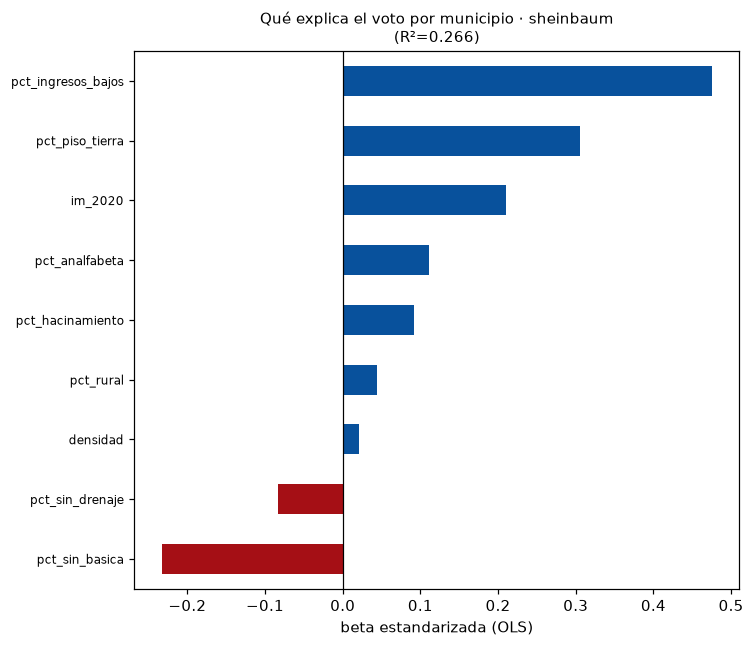 Qué explica el voto por municipio · sheinbaum
(R²=0.266)
pct_ingresos_bajos
pct_piso_tierra
im_2020
pct_analfabeta
pct_hacinamiento
pct_rural
densidad
pct_sin_drenaje
pct_sin_basica
−0.2 −0.1 0.0 0.1 0.2 0.3 0.4 0.5
beta estandarizada (OLS)